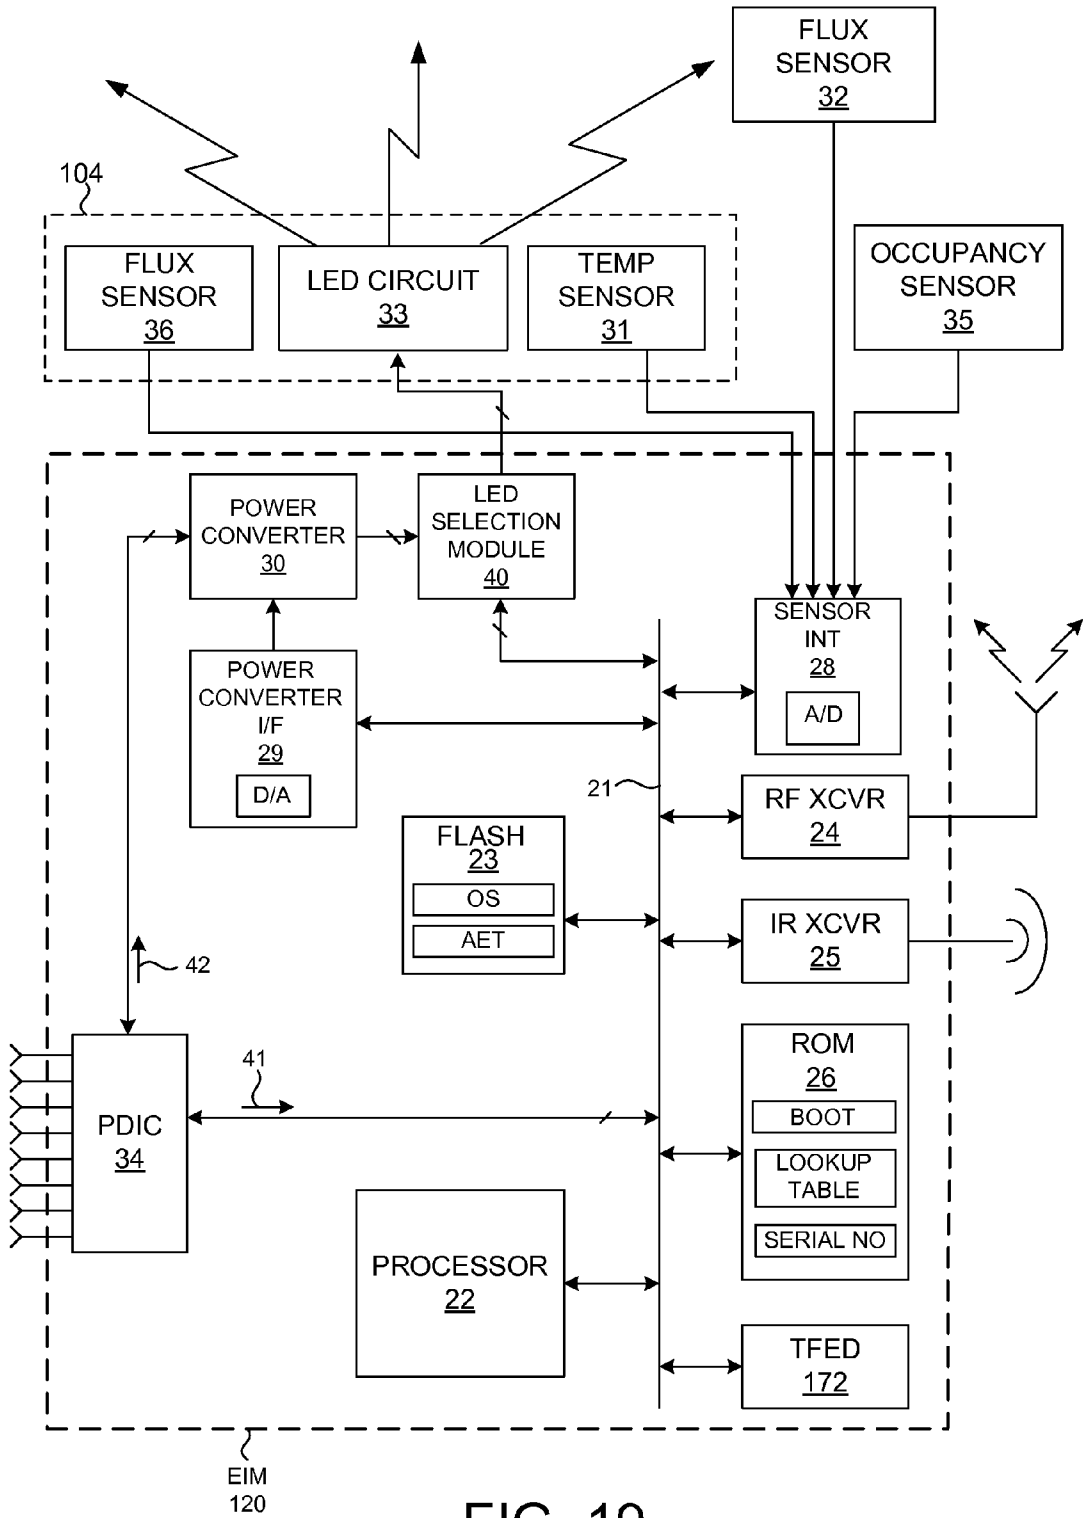 FLUX
SENSOR
32
104
FLUX
SENSOR
36
LED CIRCUIT
33
TEMP
SENSOR
31
OCCUPANCY
SENSOR
35
POWER
CONVERTER
30
LED
SELECTION
MODULE
40
SENSOR
INT
28
A/D
POWER
CONVERTER
I/F
29
D/A
21
RF XCVR
24
FLASH
23
OS
AET
IR XCVR
25
42
ROM
26
BOOT
LOOKUP
TABLE
SERIAL NO
41
PDIC
34
PROCESSOR
22
TFED
172
EIM
120